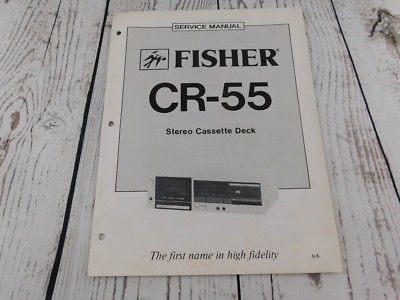 SERVICE MANUAL
FISHER®
CR-55
Stereo Cassette Deck
The first name in high fidelity
U.S.